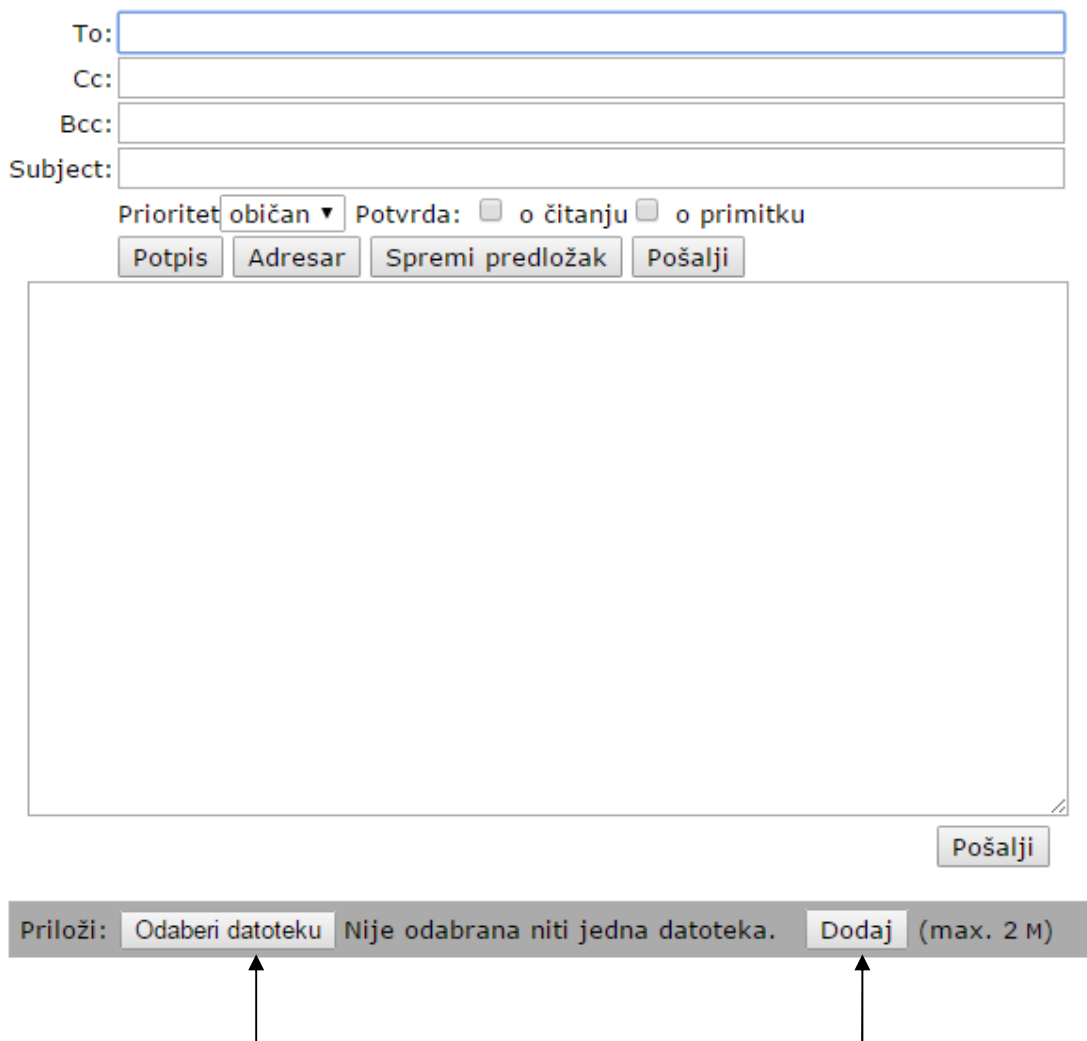 To:
Cc:
Bcc:
Subject:
Prioritet običan ▼ Potvrda: o čitanju o primitku
Potpis Adresar Spremi predložak Pošalji
Pošalji
Priloži: Odaberi datoteku Nije odabrana niti jedna datoteka. Dodaj (max. 2 M)